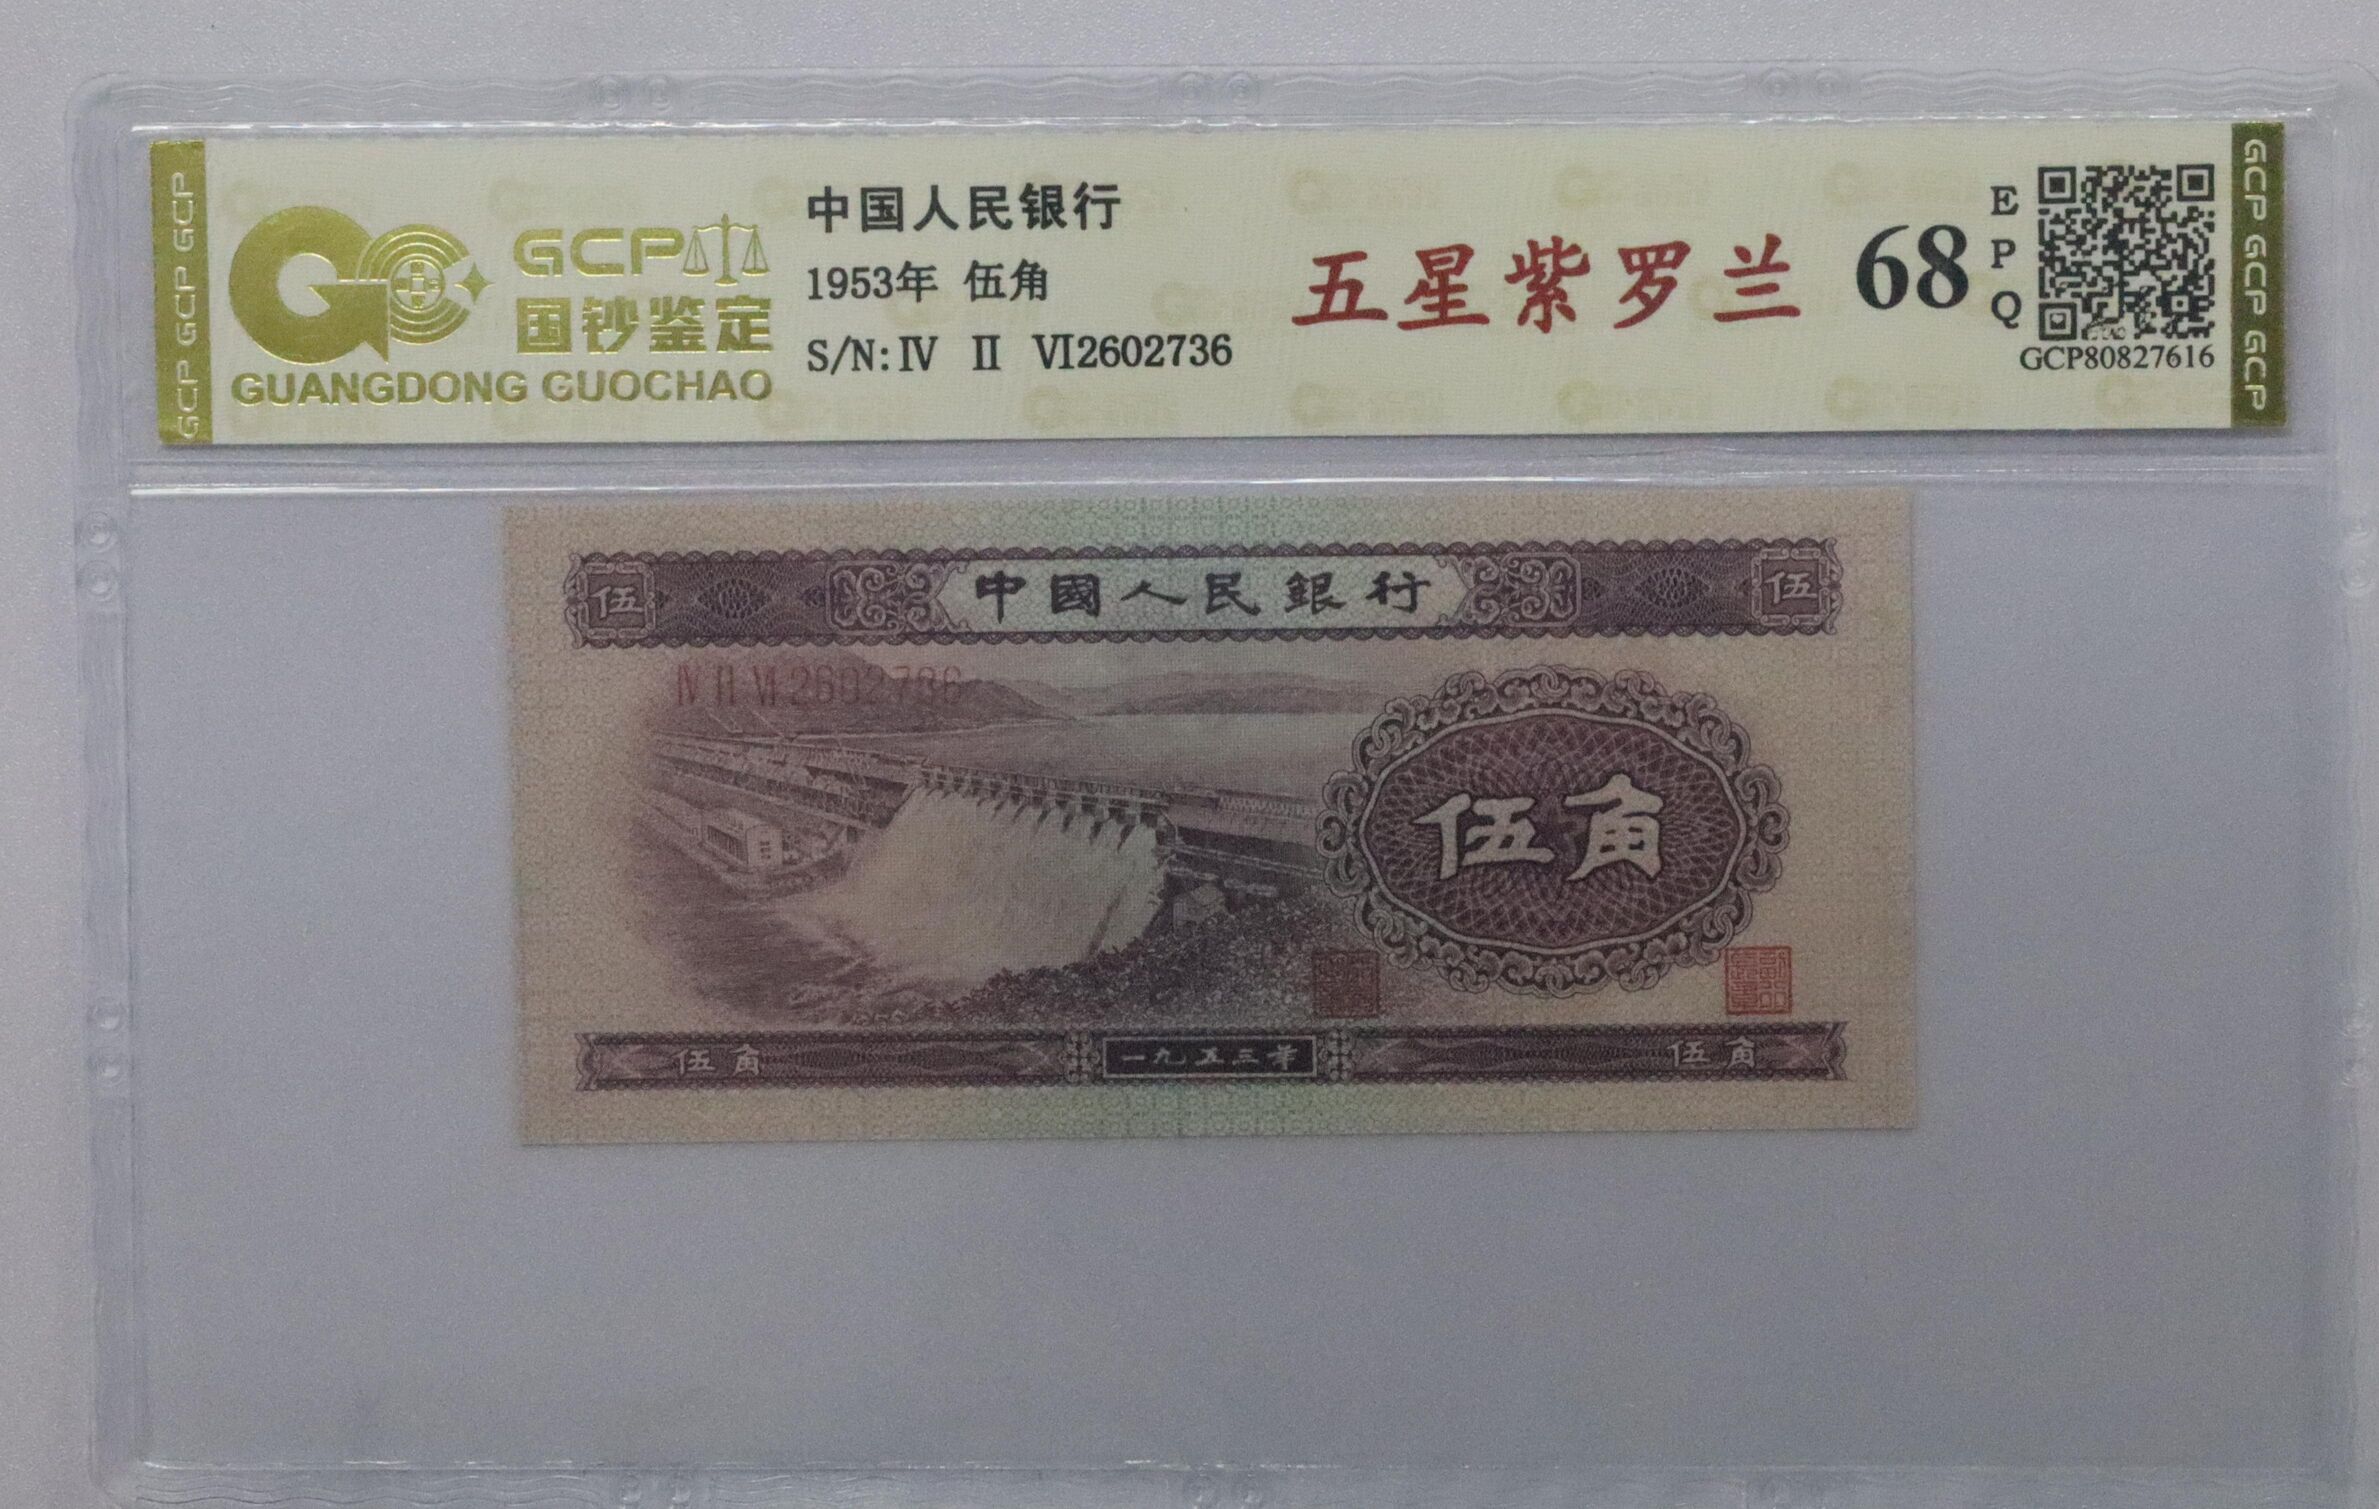 GCP GCP GCP
GCP
国钞鉴定
GUANGDONG GUOCHAO
中国人民银行
1953年 伍角
S/N:Ⅳ Ⅱ Ⅵ2602736
五星紫罗兰
68
EPQ
GCP80827616
GCP GCP GCP
伍
中國人民銀行
伍
Ⅳ Ⅱ Ⅵ 2602736
伍角
伍角
一九五三年
伍角